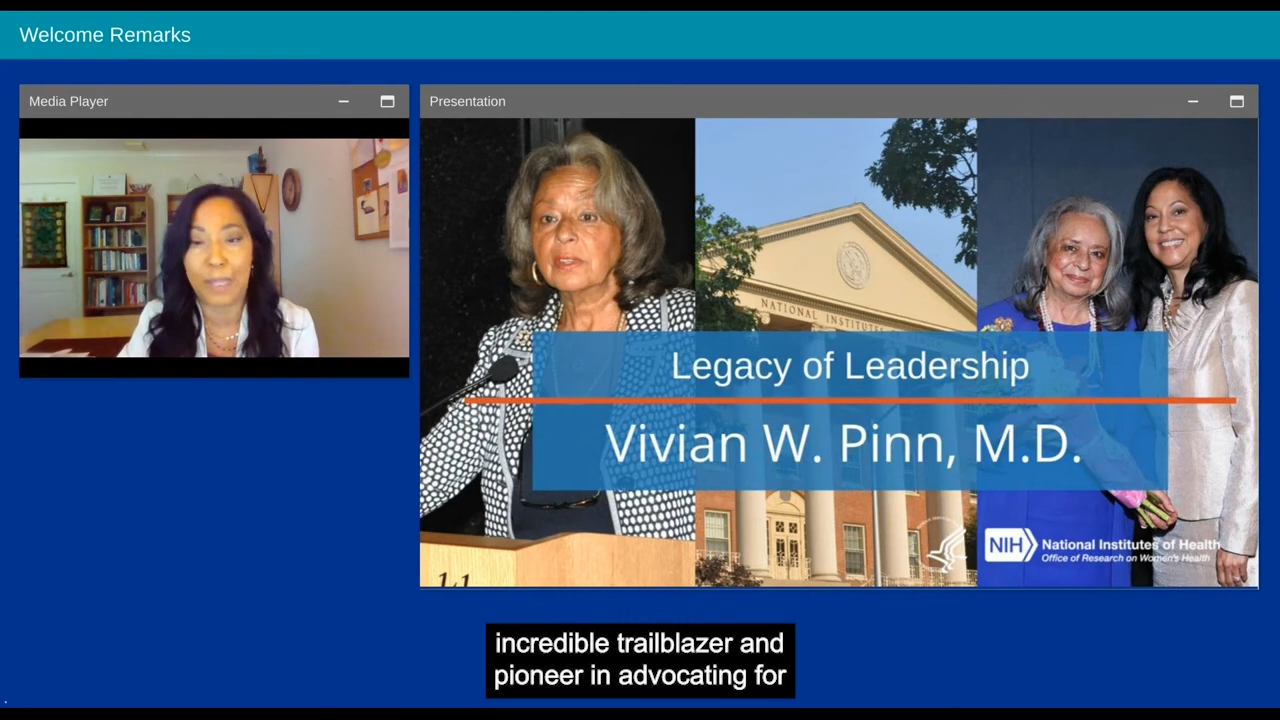 Welcome Remarks
Media Player
Presentation
NATIONAL INSTITUTES
Legacy of Leadership
Vivian W. Pinn, M.D.
NIH
National Institutes of Health
Office of Research on Women's Health
incredible trailblazer and
pioneer in advocating for